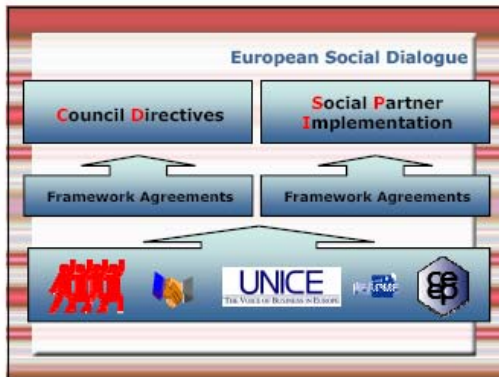 European Social Dialogue
Council Directives
Social Partner
Implementation
Framework Agreements
Framework Agreements
UNICE
THE VOICE OF BUSINESS IN EUROPE